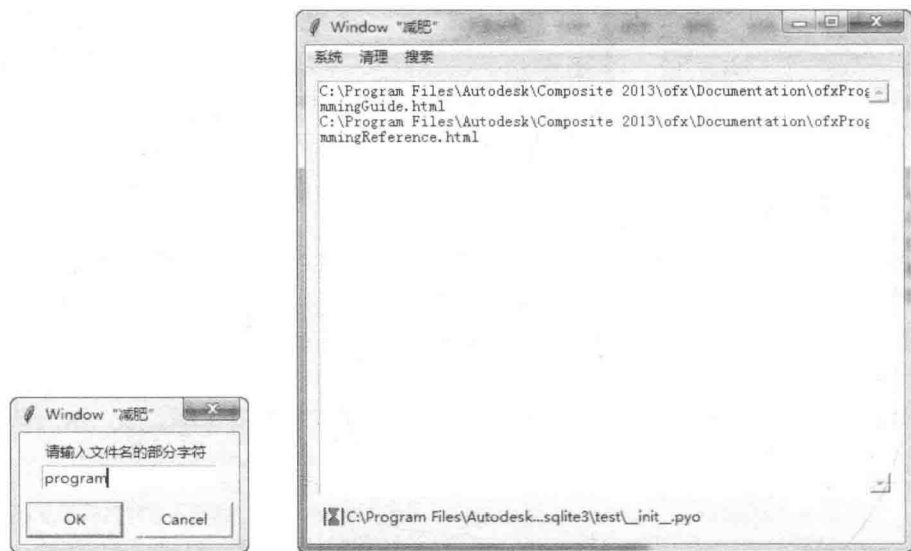 Window "减肥"
系统 清理 搜索
C:\Program Files\Autodesk\Composite 2013\ofx\Documentation\ofxProg
mmingGuide.html
C:\Program Files\Autodesk\Composite 2013\ofx\Documentation\ofxProg
mmingReference.html
C:\Program Files\Autodesk...sqlite3\test\__init__.pyo
Window "减肥"
请输入文件名的部分字符
program
OK Cancel